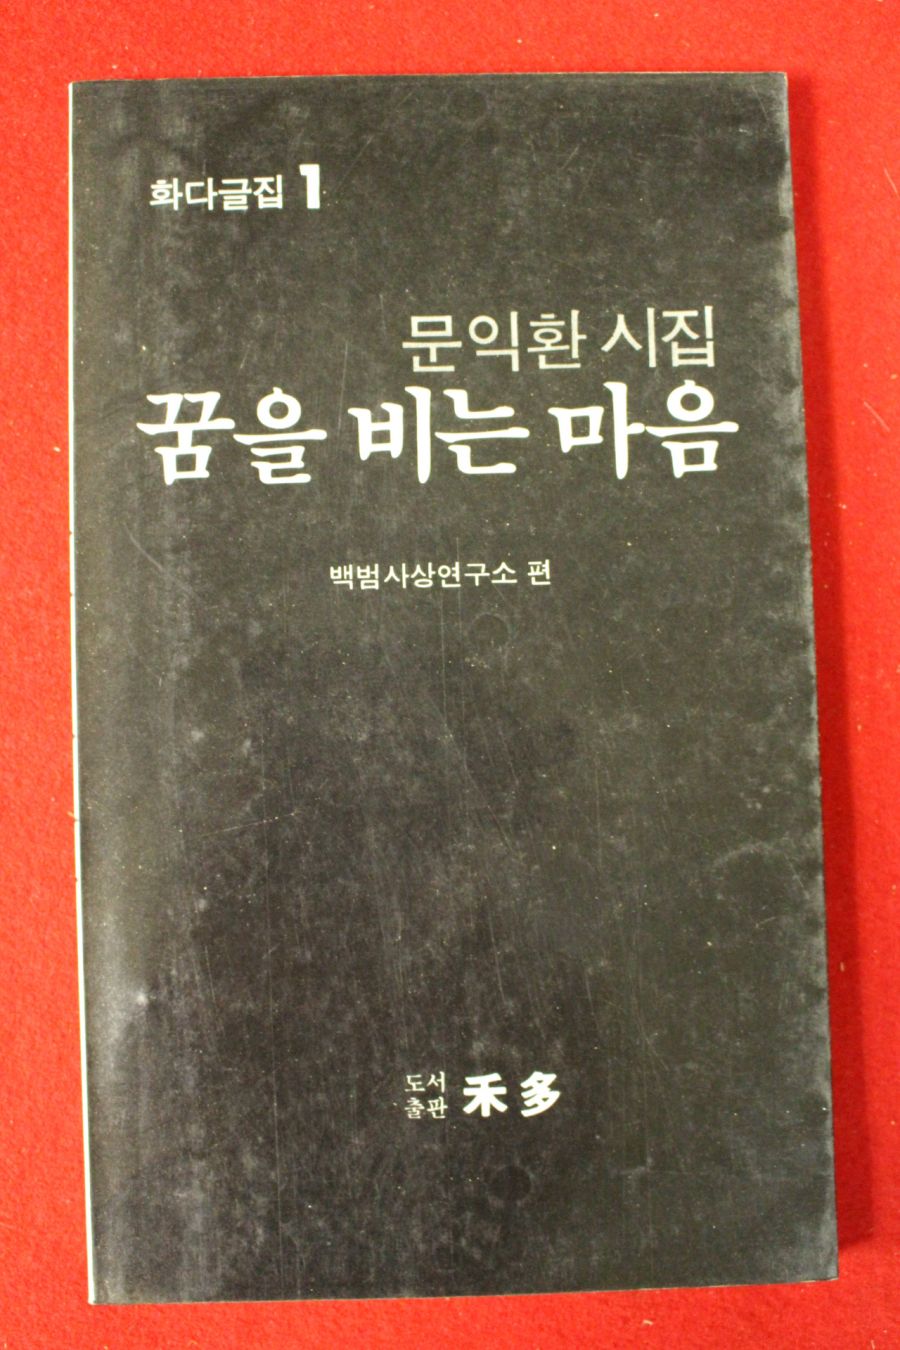 화다글집 1
문익환 시집
꿈을 비는 마음
백범사상연구소 편
도서
출판 禾多